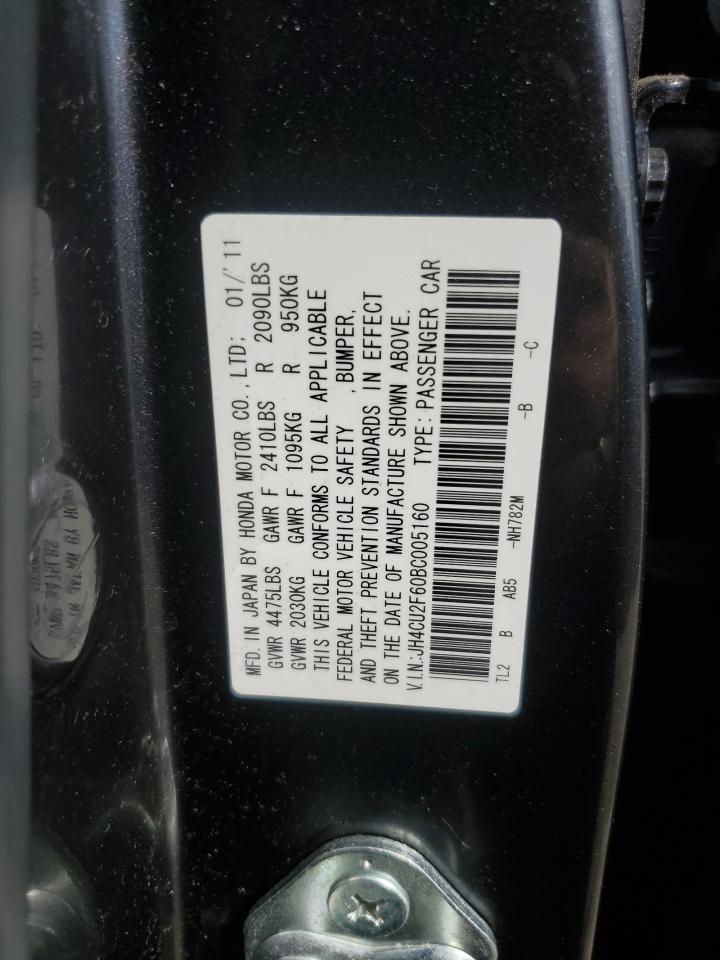 MFD. IN JAPAN BY HONDA MOTOR CO., LTD; 01/'11
GVWR 4475LBS GAWR F 2410LBS R 2090LBS
GVWR 2030KG GAWR F 1095KG R 950KG
THIS VEHICLE CONFORMS TO ALL APPLICABLE
FEDERAL MOTOR VEHICLE SAFETY , BUMPER,
AND THEFT PREVENTION STANDARDS IN EFFECT
ON THE DATE OF MANUFACTURE SHOWN ABOVE.
V.I.N.:JH4CU2F60BC005160 TYPE:PASSENGER CAR
TL2 B AB5 -NH782M -B -C